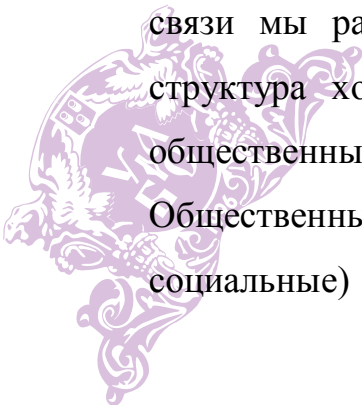 связи мы ра
структура хо
общественны
Общественны
социальные)